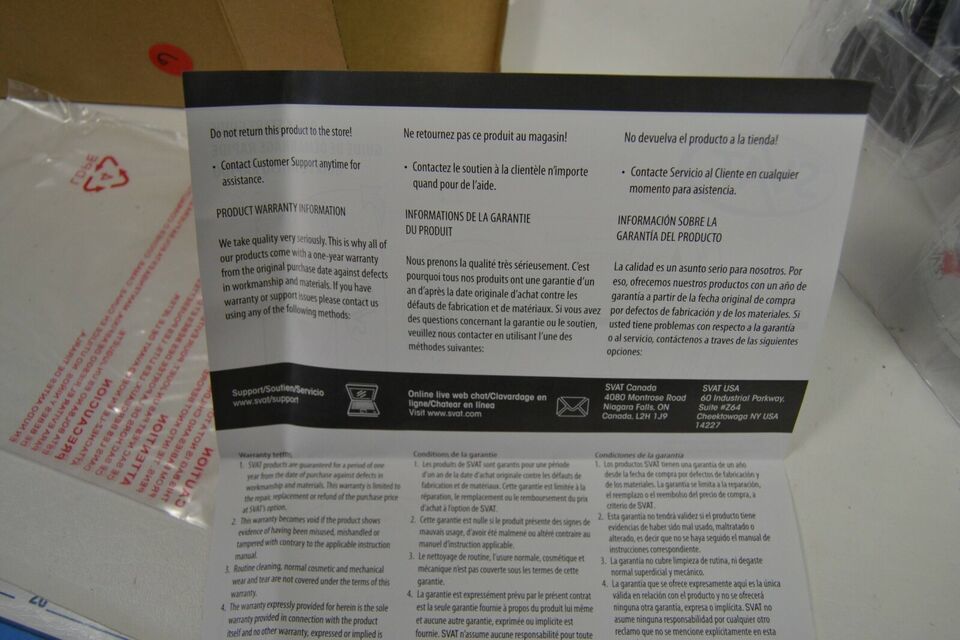 Do not return this product to the store!
• Contact Customer Support anytime for
assistance.
PRODUCT WARRANTY INFORMATION
We take quality very seriously. This is why all of
our products come with a one-year warranty
from the original purchase date against defects
in workmanship and materials. If you have
warranty or support issues please contact us
using any of the following methods:
Ne retournez pas ce produit au magasin!
• Contactez le soutien à la clientèle n'importe
quand pour de l'aide.
INFORMATIONS DE LA GARANTIE
DU PRODUIT
Nous prenons la qualité très sérieusement. C'est
pourquoi tous nos produits ont une garantie d'un
an d'après la date originale d'achat contre les
défauts de fabrication et de matériaux. Si vous avez
des questions concernant la garantie ou le soutien,
veuillez nous contacter en utilisant l'une des
méthodes suivantes:
No devuelva el producto a la tienda!
• Contacte Servicio al Cliente en cualquier
momento para asistencia.
INFORMACIÓN SOBRE LA
GARANTÍA DEL PRODUCTO
La calidad es un asunto serio para nosotros. Por
eso, ofrecemos nuestros productos con un año de
garantía a partir de la fecha original de compra
por defectos de fabricación y de los materiales. Si
usted tiene problemas con respecto a la garantía
o al servicio, contáctenos a traves de las siguientes
opciones:
Support/Soutien/Servicio
www.svat/support
Online live web chat/Clavardage en
ligne/Chatear en línea
Visit www.svat.com
SVAT Canada
4080 Montrose Road
Niagara Falls, ON
Canada, L2H 1J9
SVAT USA
60 Industrial Parkway,
Suite #Z64
Cheektowaga NY USA
14227
Warranty terms
1. SVAT products are guaranteed for a period of one
year from the date of purchase against defects in
workmanship and materials. This warranty is limited to
the repair, replacement or refund of the purchase price
at SVAT's option.
2. This warranty becomes void if the product shows
evidence of having been misused, mishandled or
tampered with contrary to the applicable instruction
manual.
3. Routine cleaning, normal cosmetic and mechanical
wear and tear are not covered under the terms of this
warranty.
4. The warranty expressly provided for herein is the sole
warranty provided in connection with the product
itself and no other warranty, expressed or implied is
Conditions de la garantie
1. Les produits de SVAT sont garantis pour une période
d'un an de la date d'achat originale contre les défauts
de fabrication et de matériaux. Cette garantie est limitée à la
réparation, le remplacement ou le remboursement du prix
d'achat à l'option de SVAT.
2. Cette garantie est nulle si le produit présente des signes de
mauvais usage, d'avoir été malmené ou altéré contraire au
manuel d'instruction applicable.
3. Le nettoyage de routine, l'usure normale, cosmétique et
mécanique n'est pas couverte sous les termes de cette
garantie.
4. La garantie est expressément prévu par le présent contrat
est la seule garantie fournie à propos du produit lui même
et aucune autre garantie, exprimée ou implicite est
fournie. SVAT n'assume aucune responsabilité pour toute
Condiciones de la garantía
1. Los productos SVAT tienen una garantía de un año
desde la fecha de compra por defectos de fabricación y
de los materiales. La garantía se limita a la reparación,
el reemplazo o el reembolso del precio de compra, a
criterio de SVAT.
2. Esta garantía no tendrá validez si el producto tiene
evidencias de haber sido mal usado, maltratado o
alterado, es decir que no se haya seguido el manual de
instrucciones correspondiente.
3. La garantía no cubre limpieza de rutina, ni degaste
normal superficial y mecánico.
4. La garantía que se ofrece expresamente aquí es la única
válida en relación con el producto y no se ofrecerá
ninguna otra garantía, expresa o implícita. SVAT no
asume ninguna responsabilidad por cualquier otro
reclamo que no se mencione explícitamente en esta
LDPE
4
PRECAUCION
ATTENTION
CAUTION